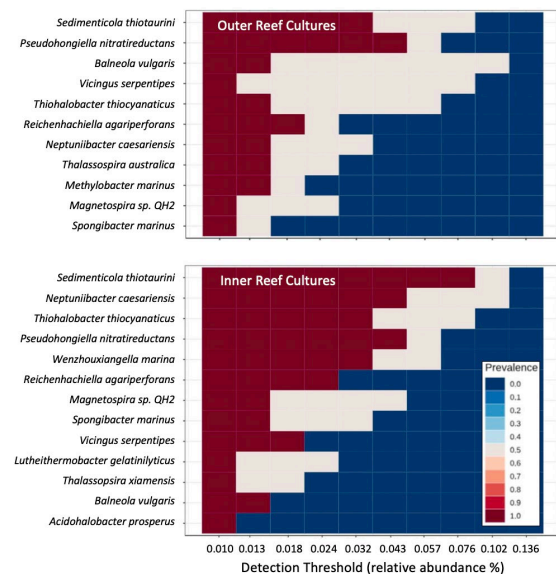 Outer Reef Cultures
Sedimenticola thiotaurini
Pseudohongiella nitratireductans
Balneola vulgaris
Vicingus serpentipes
Thiohalobacter thiocyanaticus
Reichenhachiella agariperforans
Neptuniibacter caesariensis
Thalassospira australica
Methylobacter marinus
Magnetospira sp. QH2
Spongibacter marinus
Inner Reef Cultures
Sedimenticola thiotaurini
Neptuniibacter caesariensis
Thiohalobacter thiocyanaticus
Pseudohongiella nitratireductans
Wenzhouxiangella marina
Reichenhachiella agariperforans
Magnetospira sp. QH2
Spongibacter marinus
Vicingus serpentipes
Lutheithermobacter gelatinilyticus
Thalassopsira xiamensis
Balneola vulgaris
Acidohalobacter prosperus
Prevalence
0.0
0.1
0.2
0.3
0.4
0.5
0.6
0.7
0.8
0.9
1.0
0.010 0.013 0.018 0.024 0.032 0.043 0.057 0.076 0.102 0.136
Detection Threshold (relative abundance %)